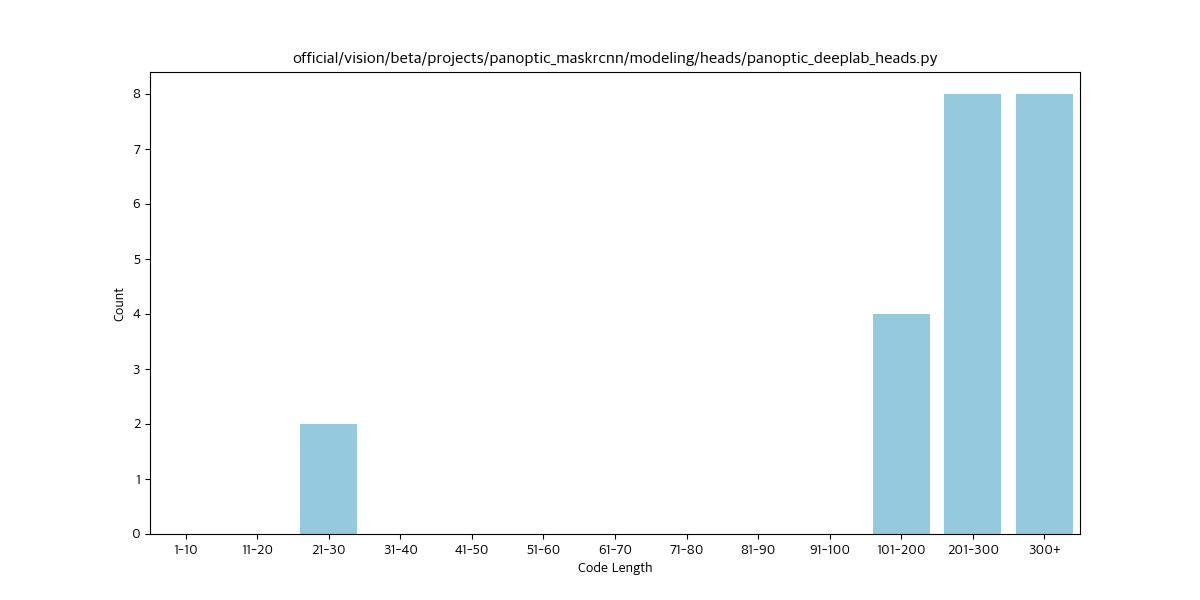 official/vision/beta/projects/panoptic_maskrcnn/modeling/heads/panoptic_deeplab_heads.py
8
7
6
5
4
3
2
1
0
Count
1-10 11-20 21-30 31-40 41-50 51-60 61-70 71-80 81-90 91-100 101-200 201-300 300+
Code Length